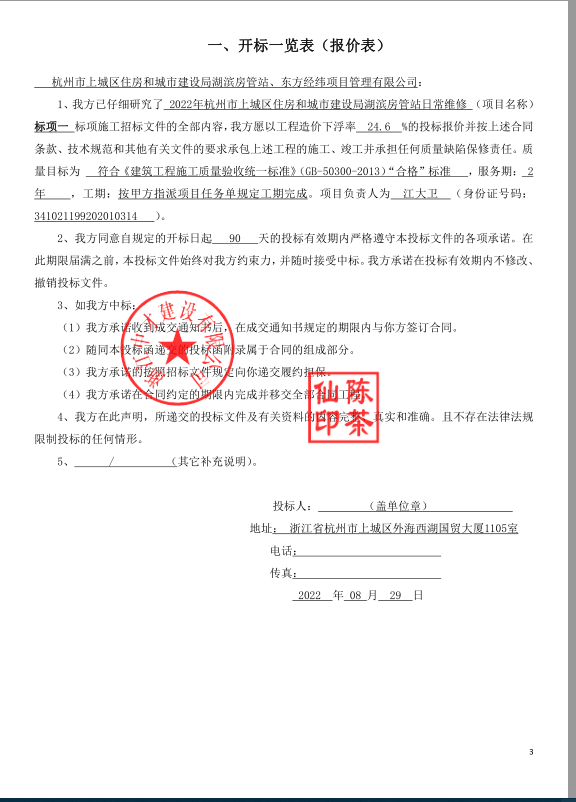 一、开标一览表（报价表）
杭州市上城区住房和城市建设局湖滨房管站、东方经纬项目管理有限公司：
1、我方已仔细研究了 2022年杭州市上城区住房和城市建设局湖滨房管站日常维修 （项目名称）
标项一 标项施工招标文件的全部内容，我方愿以工程造价下浮率 24.6 %的投标报价并按上述合同
条款、技术规范和其他有关文件的要求承包上述工程的施工、竣工并承担任何质量缺陷保修责任。质
量目标为 符合《建筑工程施工质量验收统一标准》（GB-50300-2013）“合格”标准 ，服务期： 2
年 ，工期：按甲方指派项目任务单规定工期完成。项目负责人为 江大卫 （身份证号码：
341021199202010314 ）。
2、我方同意自规定的开标日起 90 天的投标有效期内严格遵守本投标文件的各项承诺。在
此期限届满之前，本投标文件始终对我方约束力，并随时接受中标。我方承诺在投标有效期内不修改、
撤销投标文件。
3、如我方中标：
（1）我方承诺收到成交通知书后，在成交通知书规定的期限内与你方签订合同。
（2）随同本投标函递交的投标函附录属于合同的组成部分。
（3）我方承诺的按照招标文件规定向你递交履约担保。
（4）我方承诺在合同约定的期限内完成并移交全部合同工程。
4、我方在此声明，所递交的投标文件及有关资料的内容完整、真实和准确。且不存在法律法规
限制投标的任何情形。
5、 / （其它补充说明）。
陈茶
仙印
投标人： （盖单位章）
地址： 浙江省杭州市上城区外海西湖国贸大厦1105室
电话：
传真：
2022 年 08 月 29 日
3